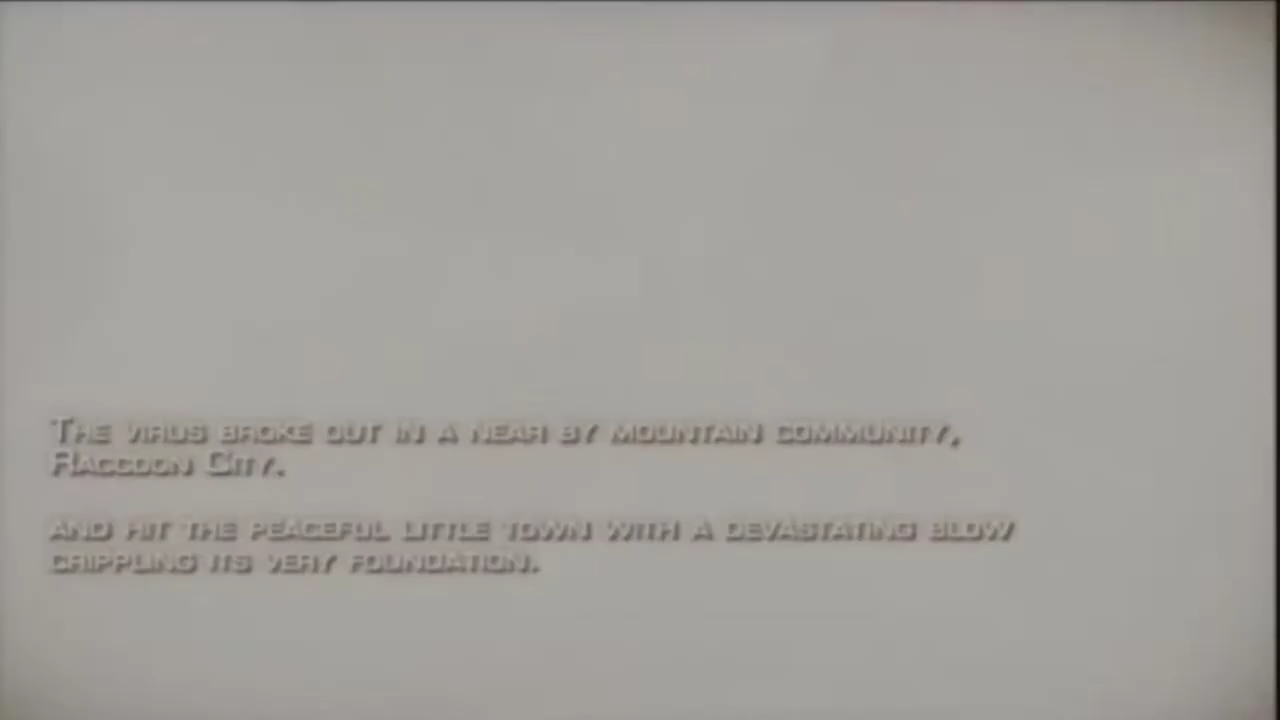 The virus broke out in a near by mountain community,
Raccoon City.
and hit the peaceful little town with a devastating blow
crippling its very foundation.